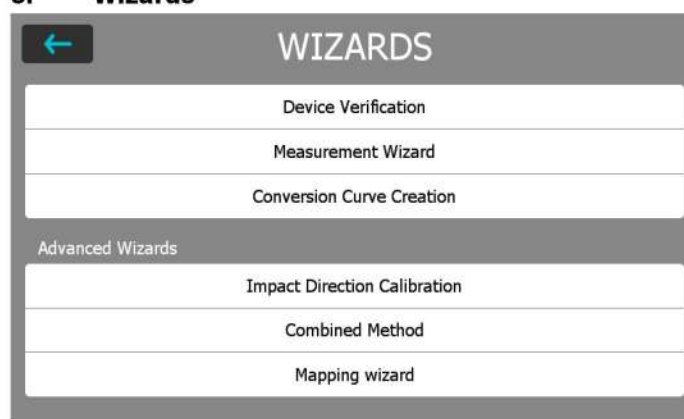 Wizards
WIZARDS
Device Verification
Measurement Wizard
Conversion Curve Creation
Advanced Wizards
Impact Direction Calibration
Combined Method
Mapping wizard